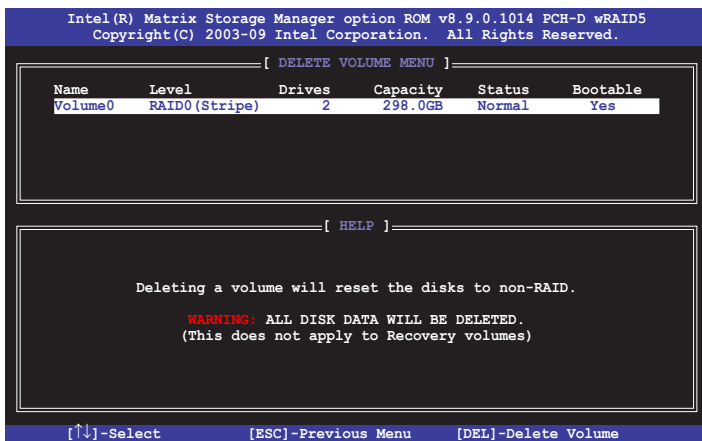 Intel(R) Matrix Storage Manager option ROM v8.9.0.1014 PCH-D wRAID5
Copyright(C) 2003-09 Intel Corporation. All Rights Reserved.
[ DELETE VOLUME MENU ]
Name Level Drives Capacity Status Bootable
Volume0 RAID0(Stripe) 2 298.0GB Normal Yes
[ HELP ]
Deleting a volume will reset the disks to non-RAID.
WARNING: ALL DISK DATA WILL BE DELETED.
(This does not apply to Recovery volumes)
[↑↓]-Select [ESC]-Previous Menu [DEL]-Delete Volume